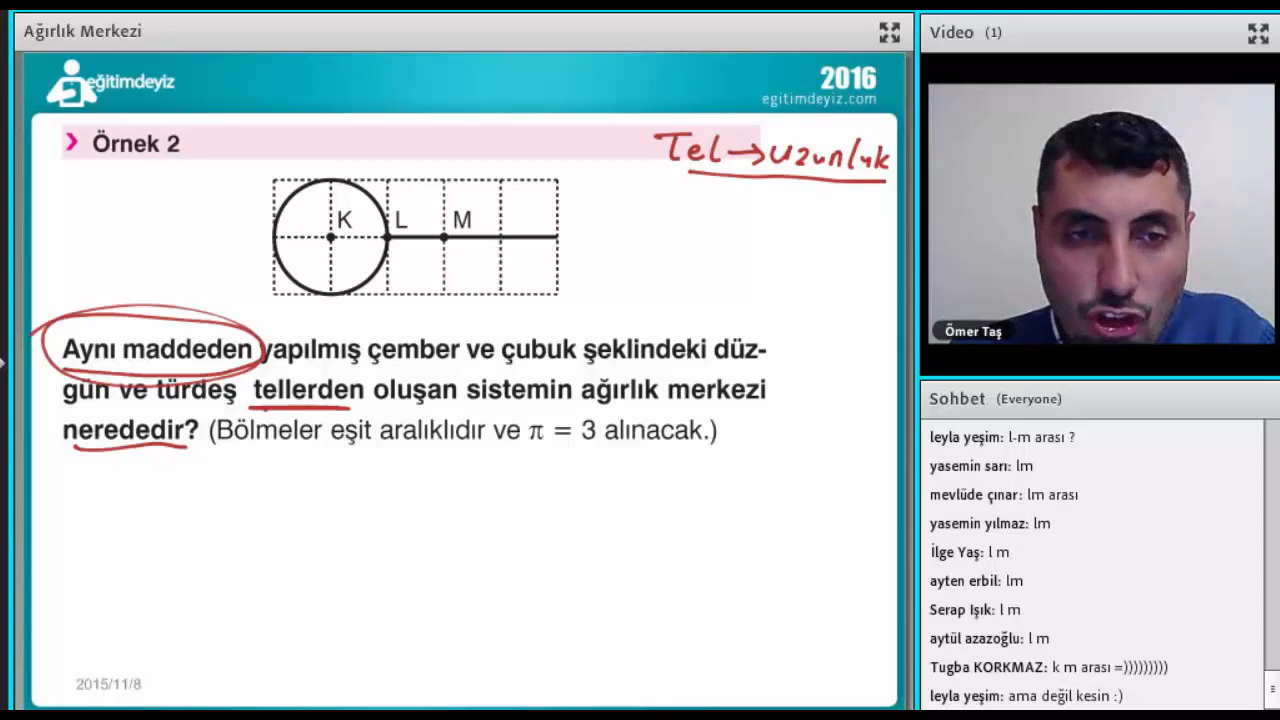 Ağırlık Merkezi
eğitimdeyiz
2016
egitimdeyiz.com
Örnek 2
Tel→uzunluk
K
L
M
Aynı maddeden yapılmış çember ve çubuk şeklindeki düz-
gün ve türdeş tellerden oluşan sistemin ağırlık merkezi
nerededir? (Bölmeler eşit aralıklıdır ve π = 3 alınacak.)
2015/11/8
Video (1)
Ömer Taş
Sohbet (Everyone)
leyla yeşim: l-m arası ?
yasemin sarı: lm
mevlüde çınar: lm arası
yasemin yılmaz: lm
İlge Yaş: l m
ayten erbil: lm
Serap Işık: l m
aytül azazoğlu: l m
Tugba KORKMAZ: k m arası =)))))))))
leyla yeşim: ama değil kesin :)